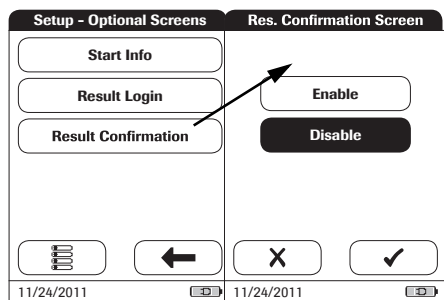 Setup - Optional Screens
Start Info
Result Login
Result Confirmation
11/24/2011
Res. Confirmation Screen
Enable
Disable
11/24/2011